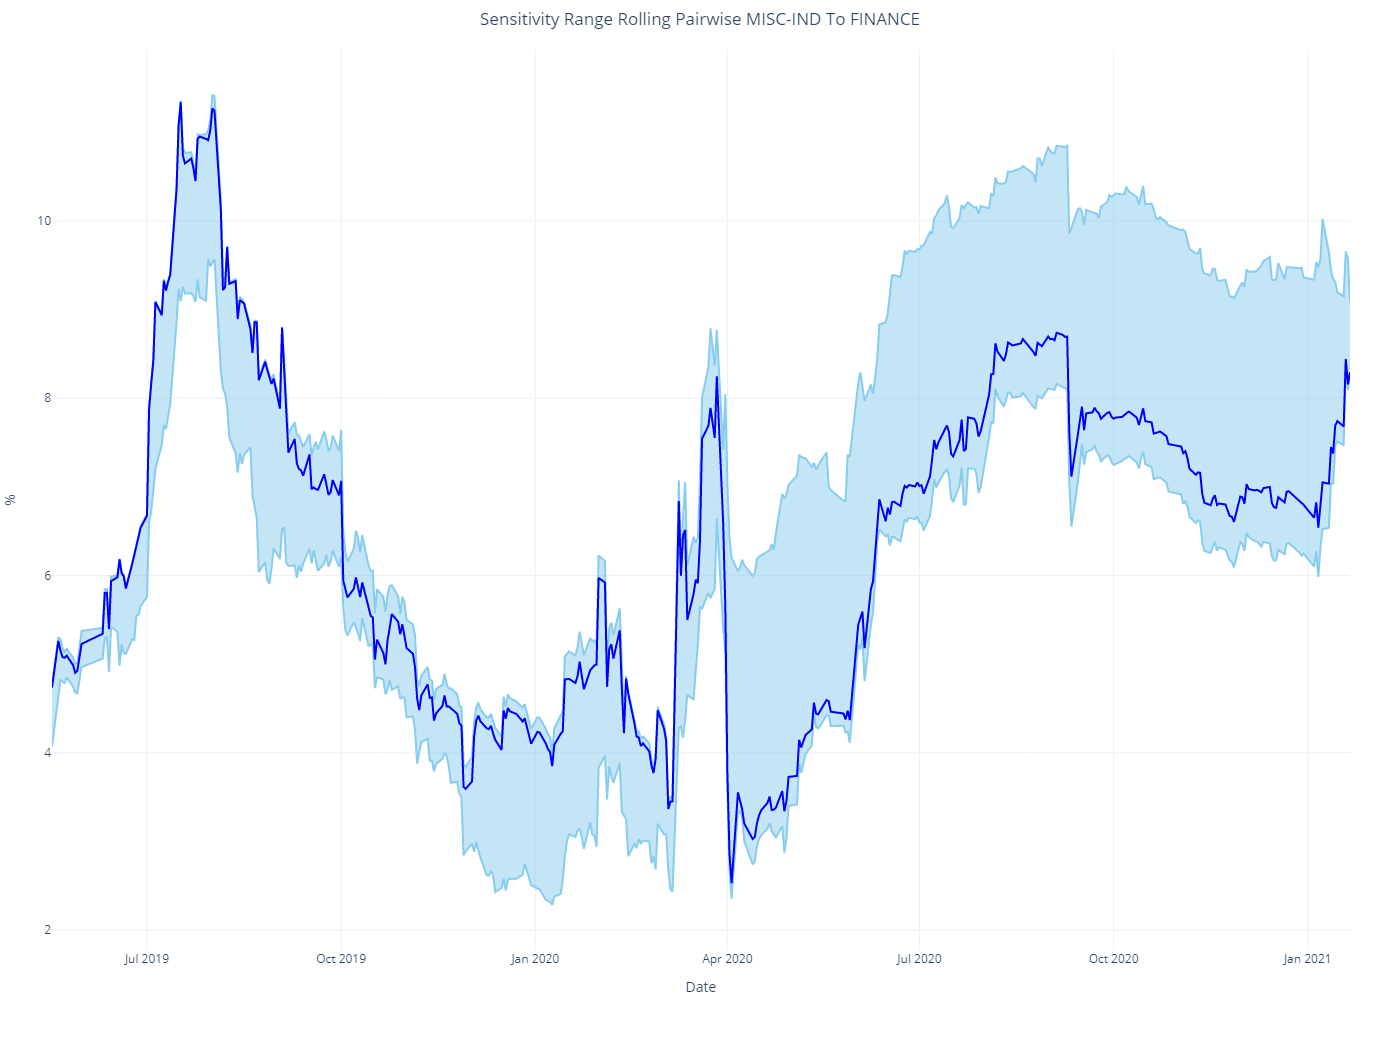 Sensitivity Range Rolling Pairwise MISC-IND To FINANCE
10
8
%
6
4
2
Jul 2019
Oct 2019
Jan 2020
Apr 2020
Jul 2020
Oct 2020
Jan 2021
Date